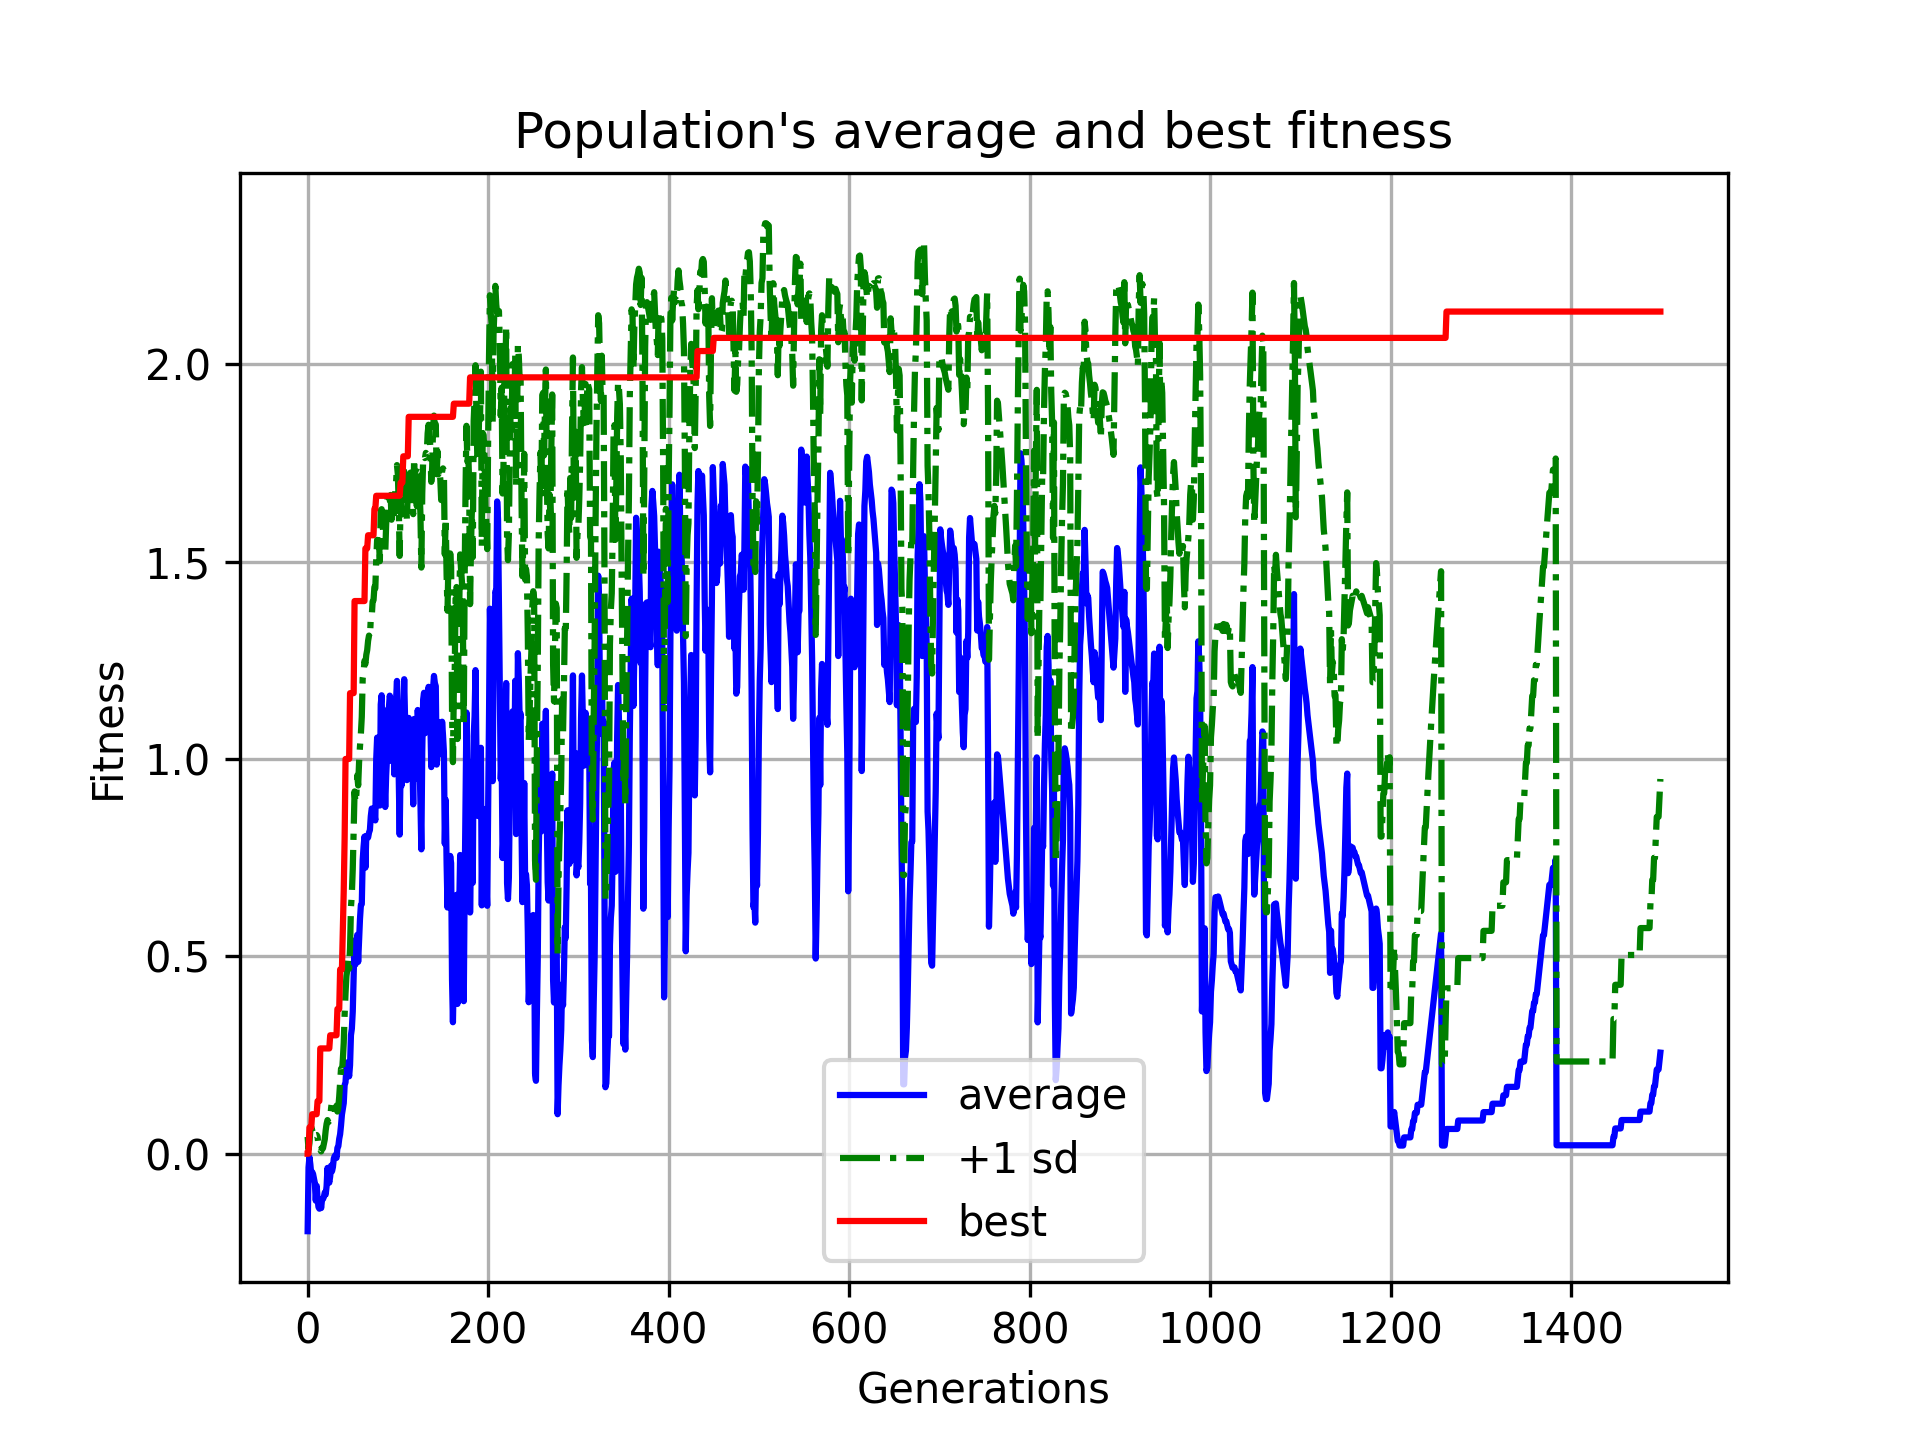 Population's average and best fitness
Fitness
2.0
1.5
1.0
0.5
0.0
average
+1 sd
best
0 200 400 600 800 1000 1200 1400
Generations